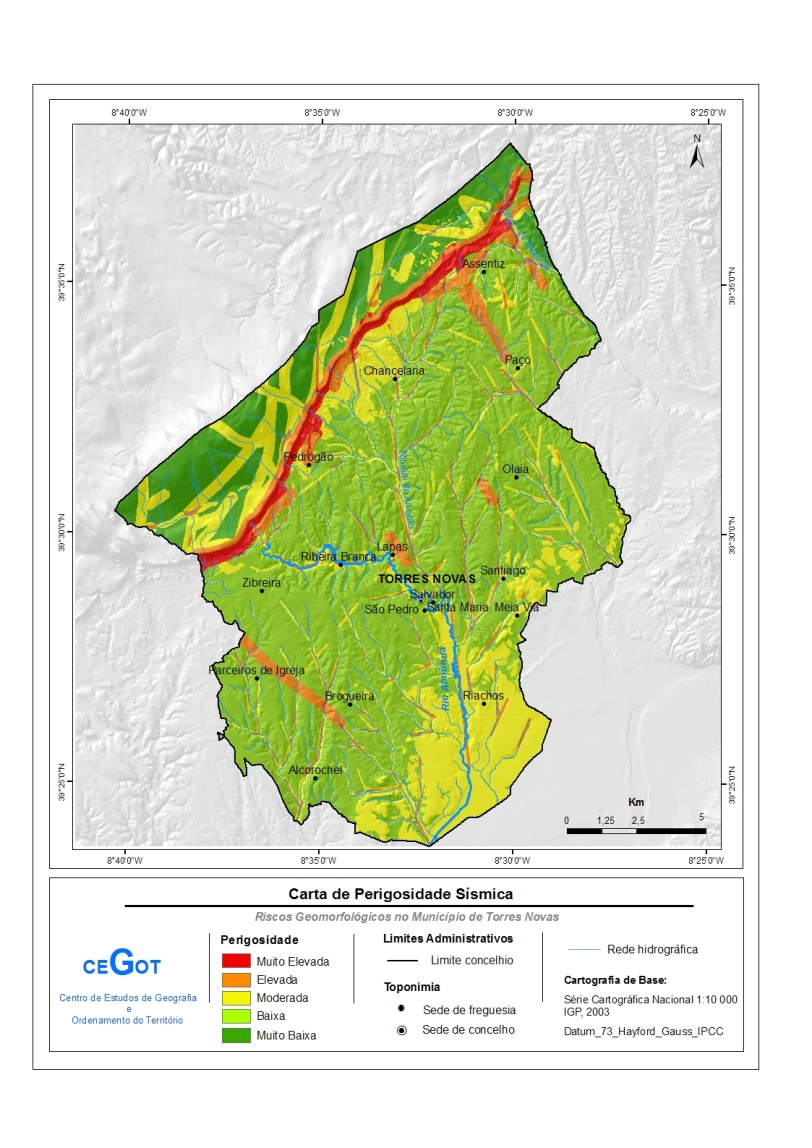 8°40'0"W
8°35'0"W
8°30'0"W
8°25'0"W
N
39°35'0"N
39°35'0"N
Assentiz
Paço
Chancelaria
Pedrógão
Olaia
39°30'0"N
39°30'0"N
Lapas
Ribeira Branca
TORRES NOVAS
Santiago
Zibreira
Salvador
São Pedro
Santa Maria
Meia Via
Rio Almonda
Parceiros de Igreja
Brogueira
Riachos
Alcorochel
39°25'0"N
39°25'0"N
Km
0 1,25 2,5 5
8°40'0"W
8°35'0"W
8°30'0"W
8°25'0"W
Carta de Perigosidade Sísmica
Riscos Geomorfológicos no Município de Torres Novas
CEGOT
Centro de Estudos de Geografia
e
Ordenamento do Território
Perigosidade
Muito Elevada
Elevada
Moderada
Baixa
Muito Baixa
Limites Administrativos
Limite concelhio
Toponimia
Sede de freguesia
Sede de concelho
Rede hidrográfica
Cartografia de Base:
Série Cartográfica Nacional 1:10 000
IGP, 2003
Datum_73_Hayford_Gauss_IPCC